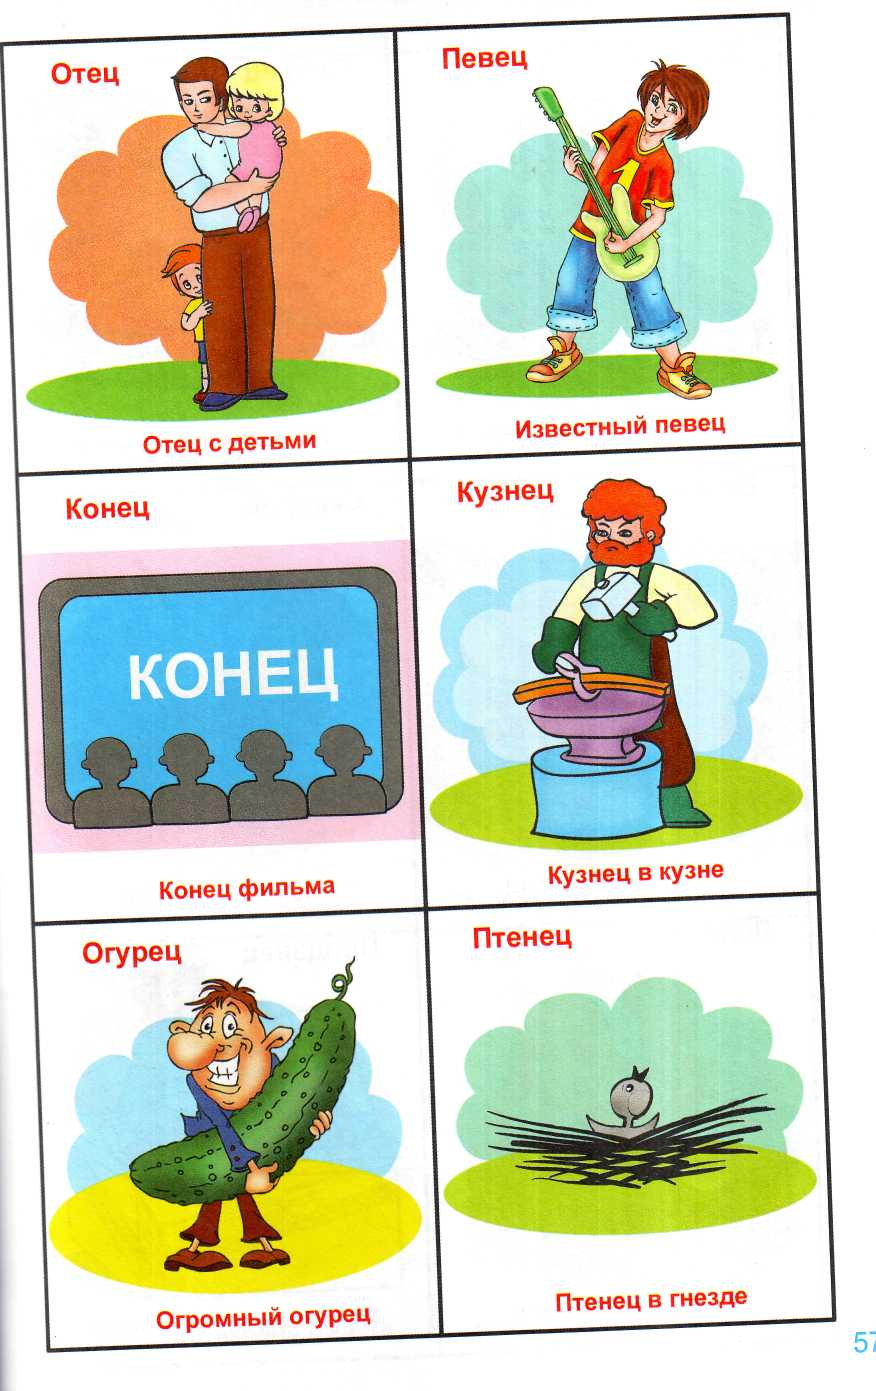 Отец
Отец с детьми
Певец
Известный певец
Конец
КОНЕЦ
Конец фильма
Кузнец
Кузнец в кузне
Огурец
Огромный огурец
Птенец
Птенец в гнезде
57